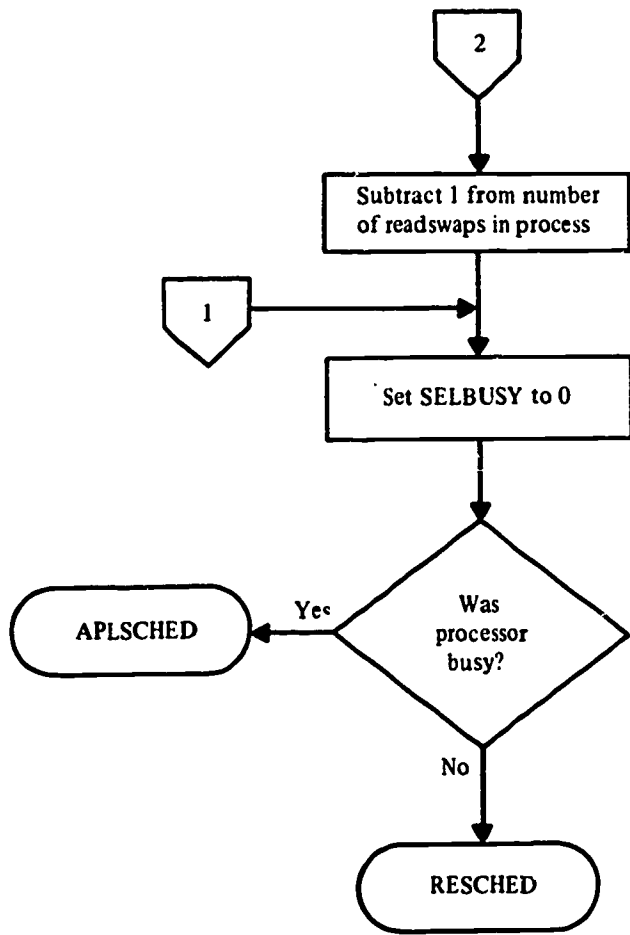 2
Subtract 1 from number
of readswaps in process
1
Set SELBUSY to 0
Was
processor
busy?
Yes
APLSCHED
No
RESCHED